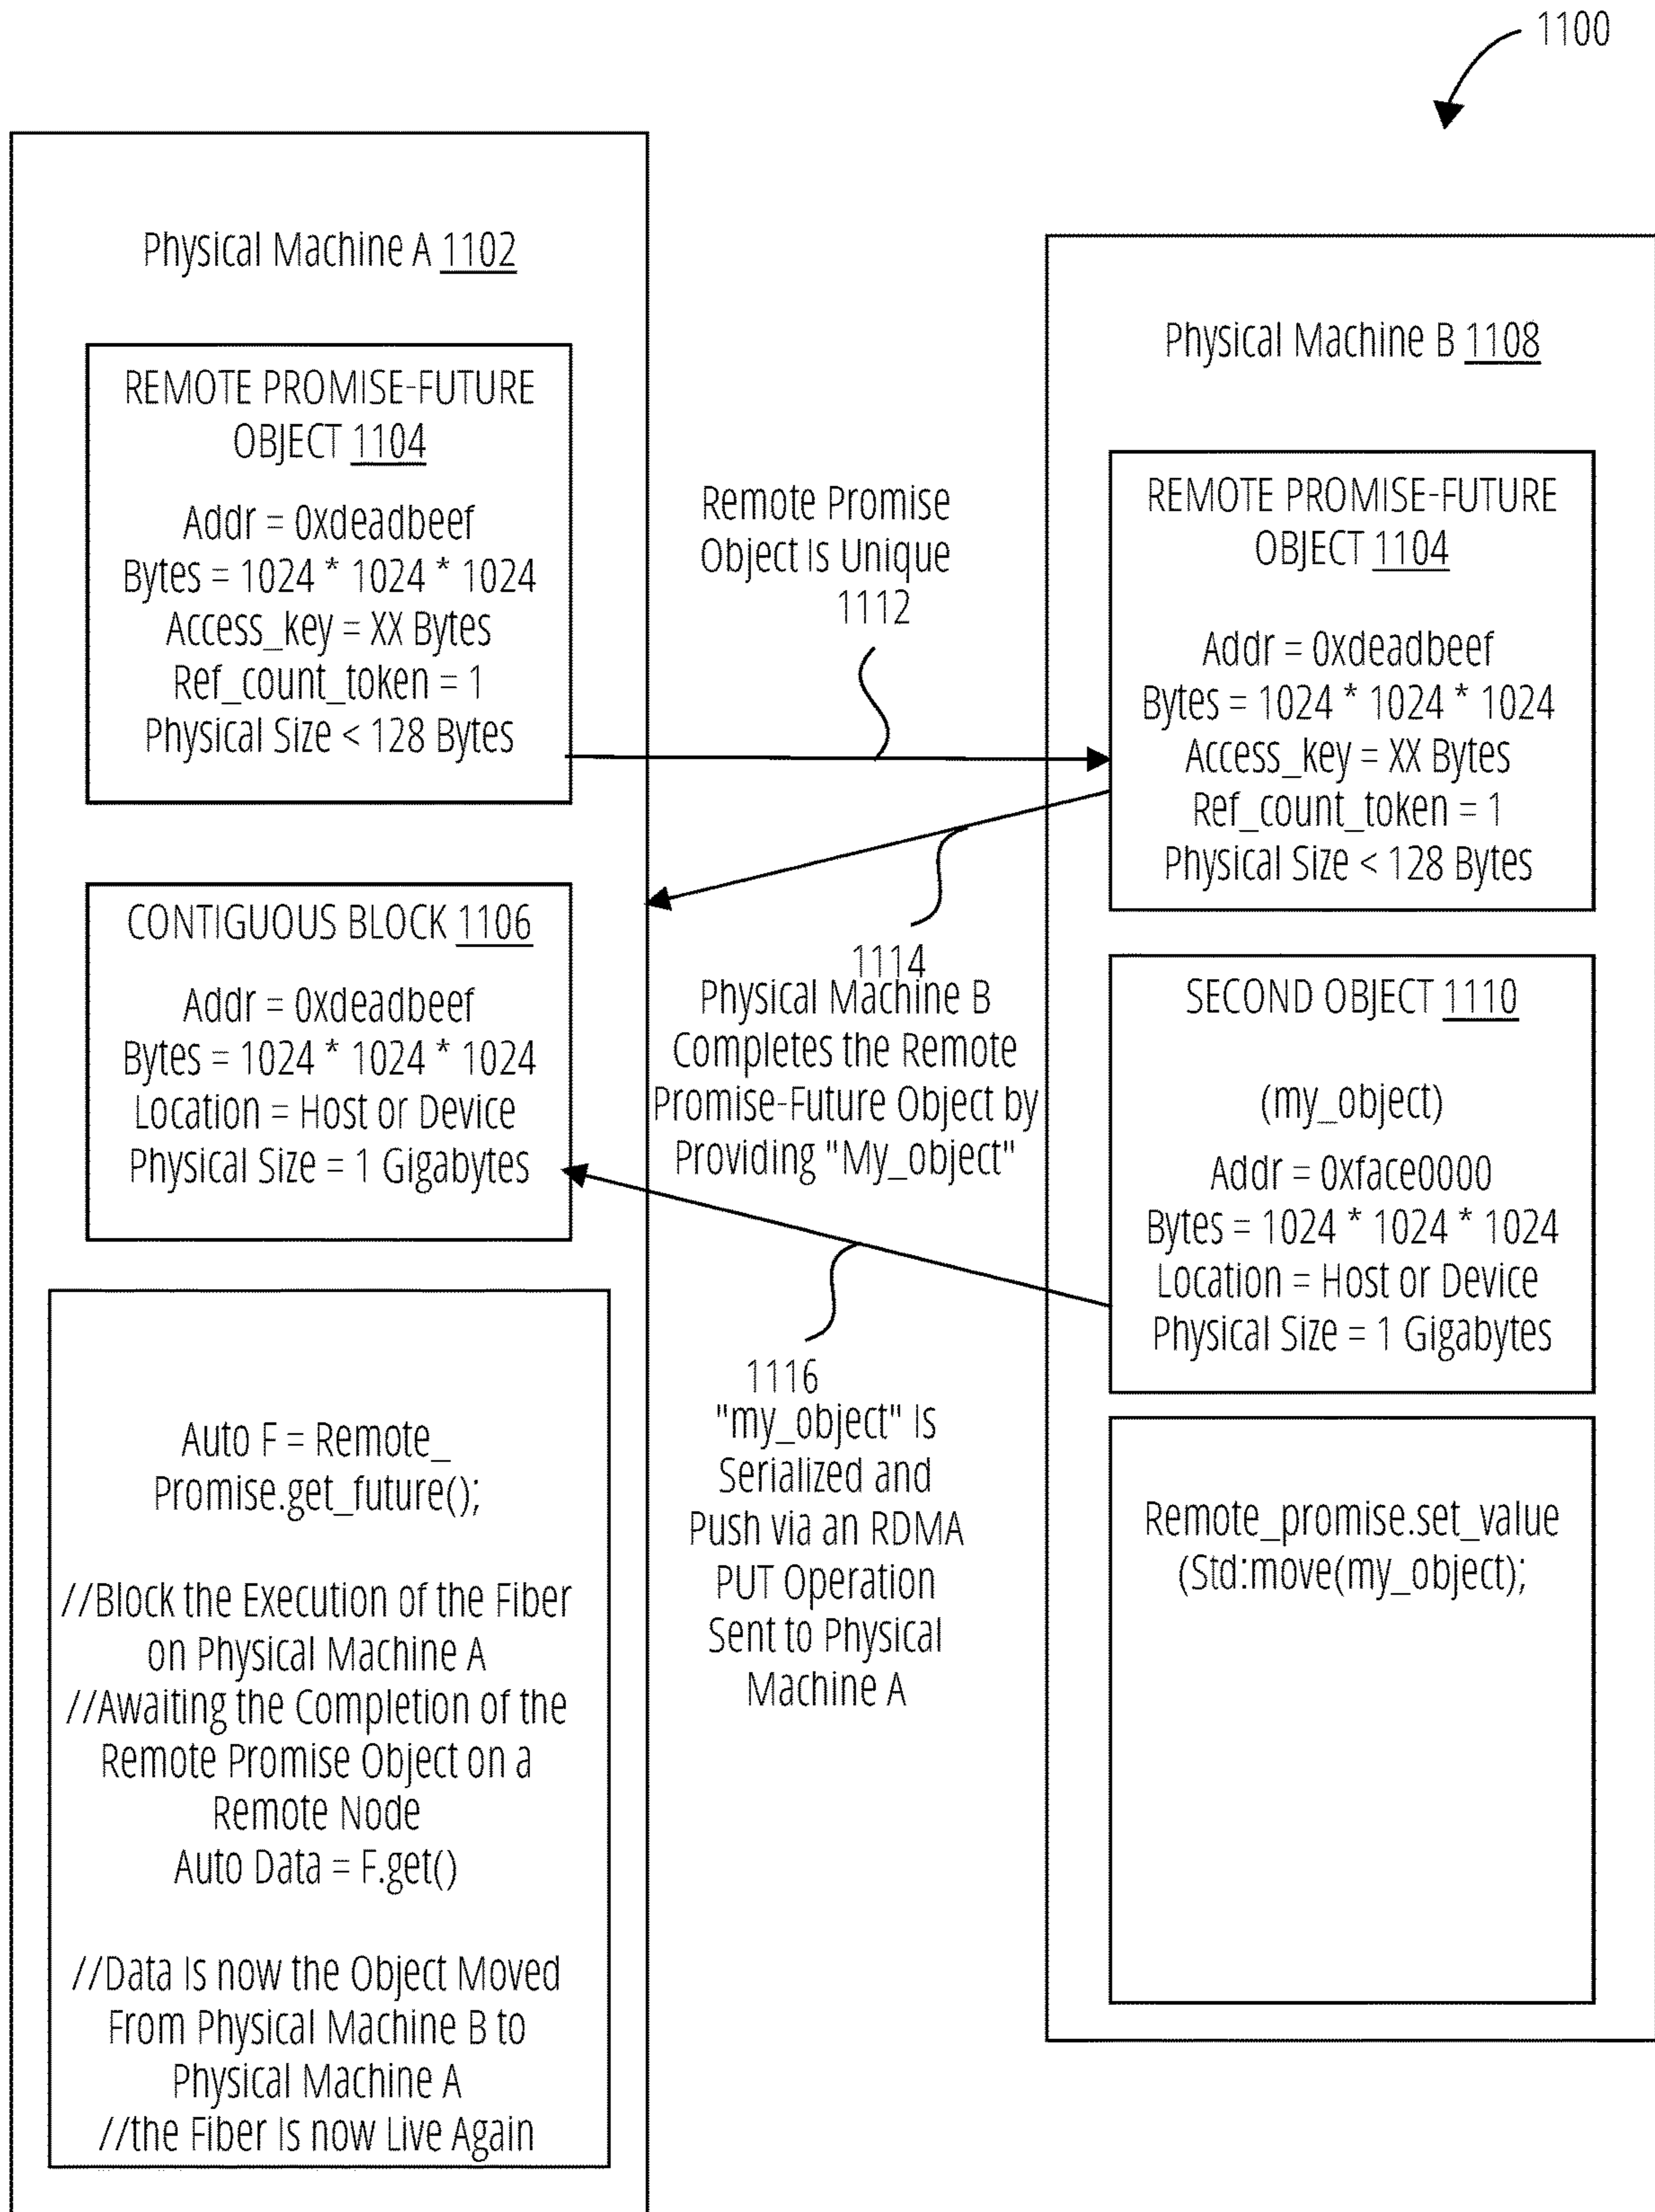 1100
Physical Machine A 1102
REMOTE PROMISE-FUTURE
OBJECT 1104
Addr = 0xdeadbeef
Bytes = 1024 * 1024 * 1024
Access_key = XX Bytes
Ref_count_token = 1
Physical Size < 128 Bytes
CONTIGUOUS BLOCK 1106
Addr = 0xdeadbeef
Bytes = 1024 * 1024 * 1024
Location = Host or Device
Physical Size = 1 Gigabytes
Auto F = Remote_
Promise.get_future();
//Block the Execution of the Fiber
on Physical Machine A
//Awaiting the Completion of the
Remote Promise Object on a
Remote Node
Auto Data = F.get()
//Data Is now the Object Moved
From Physical Machine B to
Physical Machine A
//the Fiber Is now Live Again
Remote Promise
Object Is Unique
1112
1114
Physical Machine B
Completes the Remote
Promise-Future Object by
Providing "My_object"
1116
"my_object" Is
Serialized and
Push via an RDMA
PUT Operation
Sent to Physical
Machine A
Physical Machine B 1108
REMOTE PROMISE-FUTURE
OBJECT 1104
Addr = 0xdeadbeef
Bytes = 1024 * 1024 * 1024
Access_key = XX Bytes
Ref_count_token = 1
Physical Size < 128 Bytes
SECOND OBJECT 1110
(my_object)
Addr = 0xface0000
Bytes = 1024 * 1024 * 1024
Location = Host or Device
Physical Size = 1 Gigabytes
Remote_promise.set_value
(Std:move(my_object);